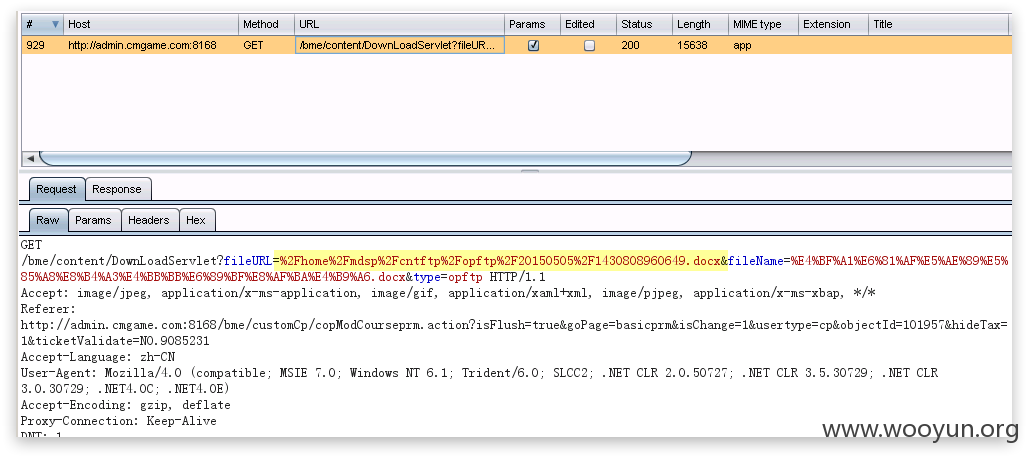 # Host Method URL Params Edited Status Length MIME type Extension Title
929 http://admin.cmgame.com:8168 GET /bme/content/DownLoadServlet?fileUR... 200 15638 app
Request Response
Raw Params Headers Hex
GET
/bme/content/DownLoadServlet?fileURL=%2Fhome%2Fmdsp%2Fcntftp%2Fopftp%2F20150505%2F1430808960649.docx&fileName=%E4%BF%A1%E6%81%AF%E5%AE%89%E5%
85%A8%E8%B4%A3%E4%BB%BB%E6%89%BF%E8%AF%BA%E4%B9%A6.docx&type=opftp HTTP/1.1
Accept: image/jpeg, application/x-ms-application, image/gif, application/xaml+xml, image/pjpeg, application/x-ms-xbap, */*
Referer:
http://admin.cmgame.com:8168/bme/customCp/copModCourseprm.action?isFlush=true&goPage=basicprm&isChange=1&usertype=cp&objectId=101957&hideTax=
1&ticketValidate=NO.9085231
Accept-Language: zh-CN
User-Agent: Mozilla/4.0 (compatible; MSIE 7.0; Windows NT 6.1; Trident/6.0; SLCC2; .NET CLR 2.0.50727; .NET CLR 3.5.30729; .NET CLR
3.0.30729; .NET4.0C; .NET4.0E)
Accept-Encoding: gzip, deflate
Proxy-Connection: Keep-Alive
DNT: 1
www.wooyun.org